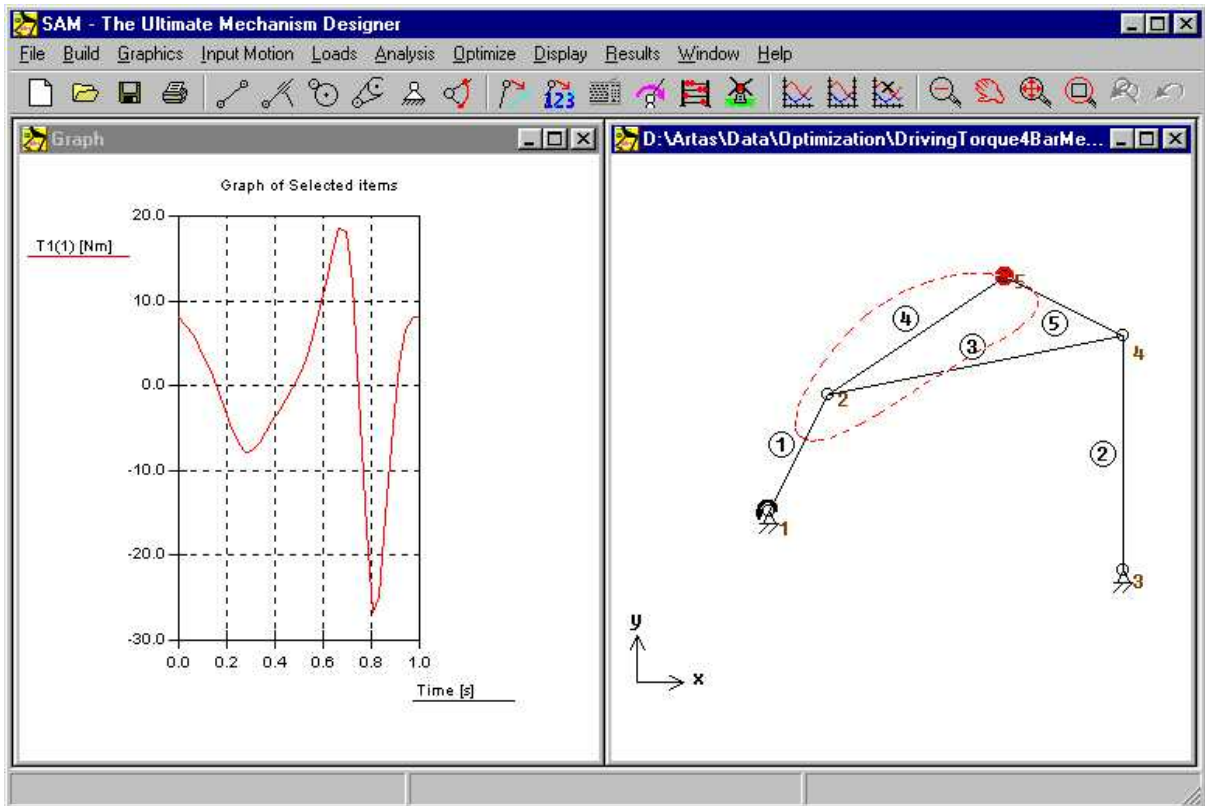 SAM - The Ultimate Mechanism Designer
File Build Graphics Input Motion Loads Analysis Optimize Display Results Window Help
123
Graph
Graph of Selected items
T1(1) [Nm]
20.0
10.0
0.0
-10.0
-20.0
-30.0
0.0 0.2 0.4 0.6 0.8 1.0
Time [s]
D:\Artas\Data\Optimization\DrivingTorque4BarMe...
5
4
5
3
4
2
1
2
1
3
y
x